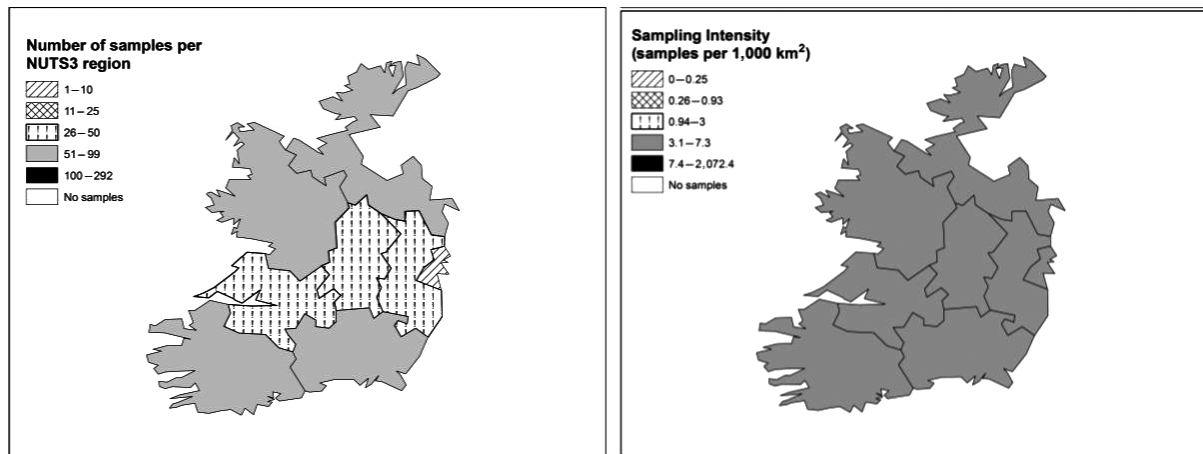 Number of samples per
NUTS3 region
1–10
11–25
26–50
51–99
100–292
No samples
Sampling Intensity
(samples per 1,000 km²)
0–0.25
0.26–0.93
0.94–3
3.1–7.3
7.4–2,072.4
No samples